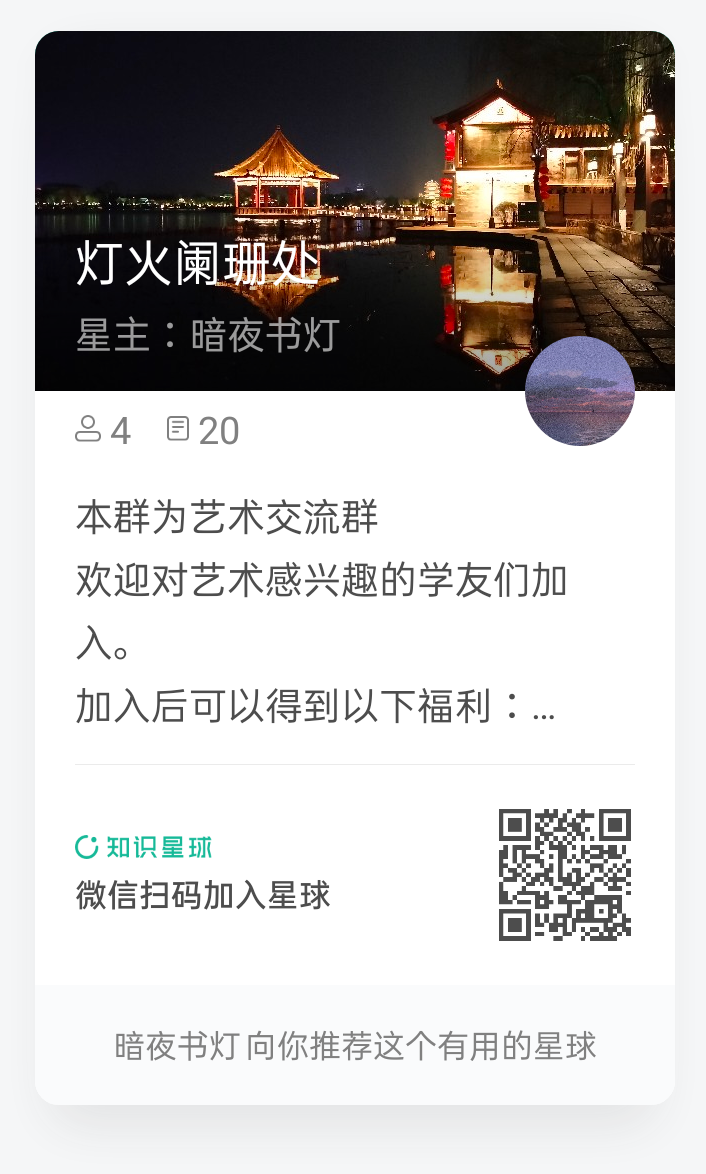 灯火阑珊处
星主：暗夜书灯
4 20
本群为艺术交流群
欢迎对艺术感兴趣的学友们加
入。
加入后可以得到以下福利：...
知识星球
微信扫码加入星球
暗夜书灯 向你推荐这个有用的星球